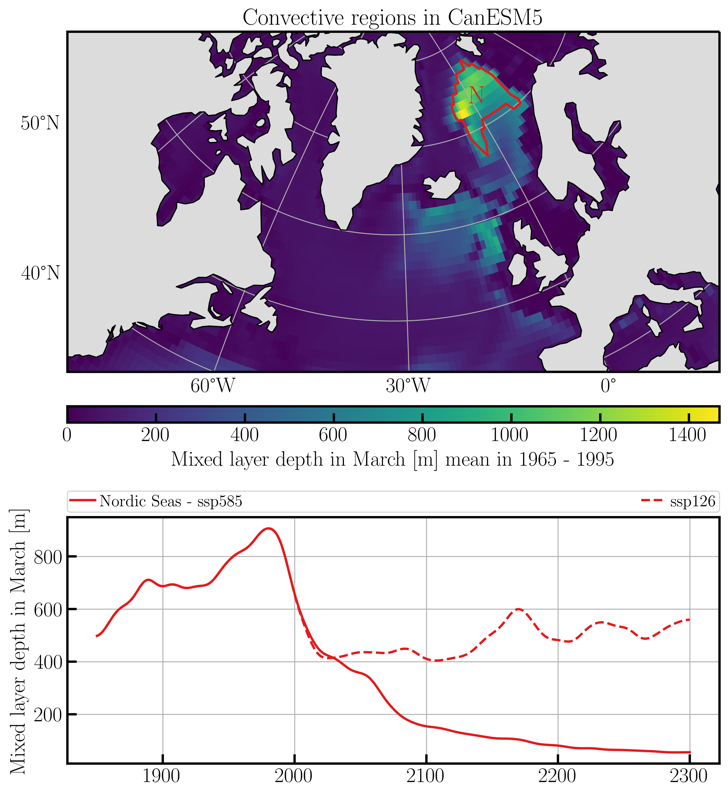 Convective regions in CanESM5
N
50°N
40°N
60°W 30°W 0°
0 200 400 600 800 1000 1200 1400
Mixed layer depth in March [m] mean in 1965 - 1995
Nordic Seas - ssp585 ssp126
Mixed layer depth in March [m]
800
600
400
200
1900 2000 2100 2200 2300